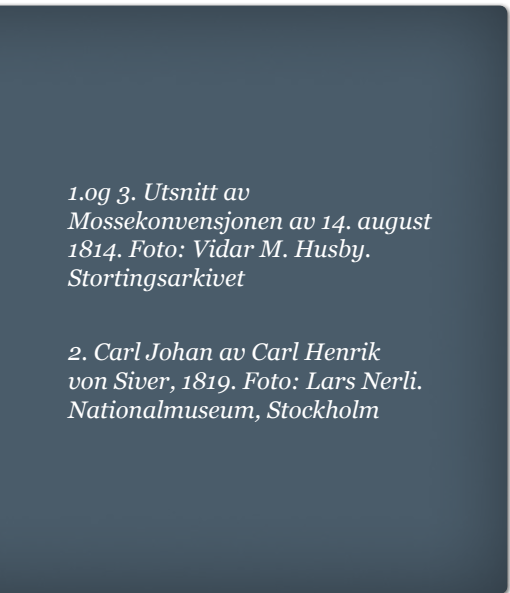 1.og 3. Utsnitt av
Mossekonvensjonen av 14. august
1814. Foto: Vidar M. Husby.
Stortingsarkivet
2. Carl Johan av Carl Henrik
von Siver, 1819. Foto: Lars Nerli.
Nationalmuseum, Stockholm